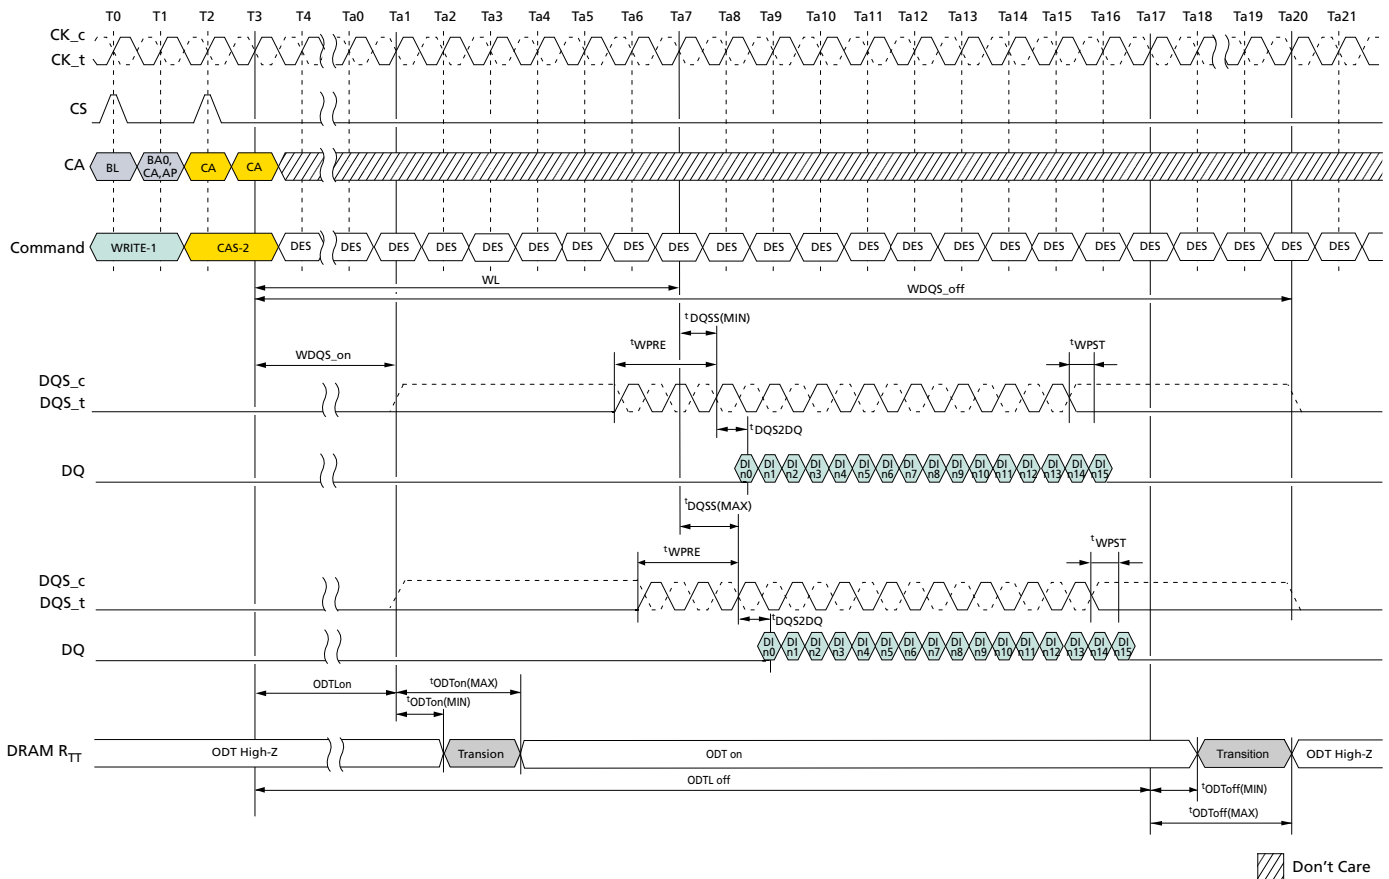 T0 T1 T2 T3 T4 Ta0 Ta1 Ta2 Ta3 Ta4 Ta5 Ta6 Ta7 Ta8 Ta9 Ta10 Ta11 Ta12 Ta13 Ta14 Ta15 Ta16 Ta17 Ta18 Ta19 Ta20 Ta21
CK_c
CK_t
CS
CA BL BA0, CA,AP CA CA
Command WRITE-1 CAS-2 DES DES DES DES DES DES DES DES DES DES DES DES DES DES DES DES DES DES DES DES DES DES DES
WL
WDQS_off
tDQSS(MIN)
tWPRE tWPST
WDQS_on
DQS_c
DQS_t
tDQS2DQ
DQ DI n0 DI n1 DI n2 DI n3 DI n4 DI n5 DI n6 DI n7 DI n8 DI n9 DI n10 DI n11 DI n12 DI n13 DI n14 DI n15
tDQSS(MAX)
tWPRE tWPST
DQS_c
DQS_t
tDQS2DQ
DQ DI n0 DI n1 DI n2 DI n3 DI n4 DI n5 DI n6 DI n7 DI n8 DI n9 DI n10 DI n11 DI n12 DI n13 DI n14 DI n15
ODTLon tODTon(MAX)
tODTon(MIN)
DRAM RTT ODT High-Z Transion ODT on Transition ODT High-Z
ODTL off tODToff(MIN)
tODToff(MAX)
Don't Care